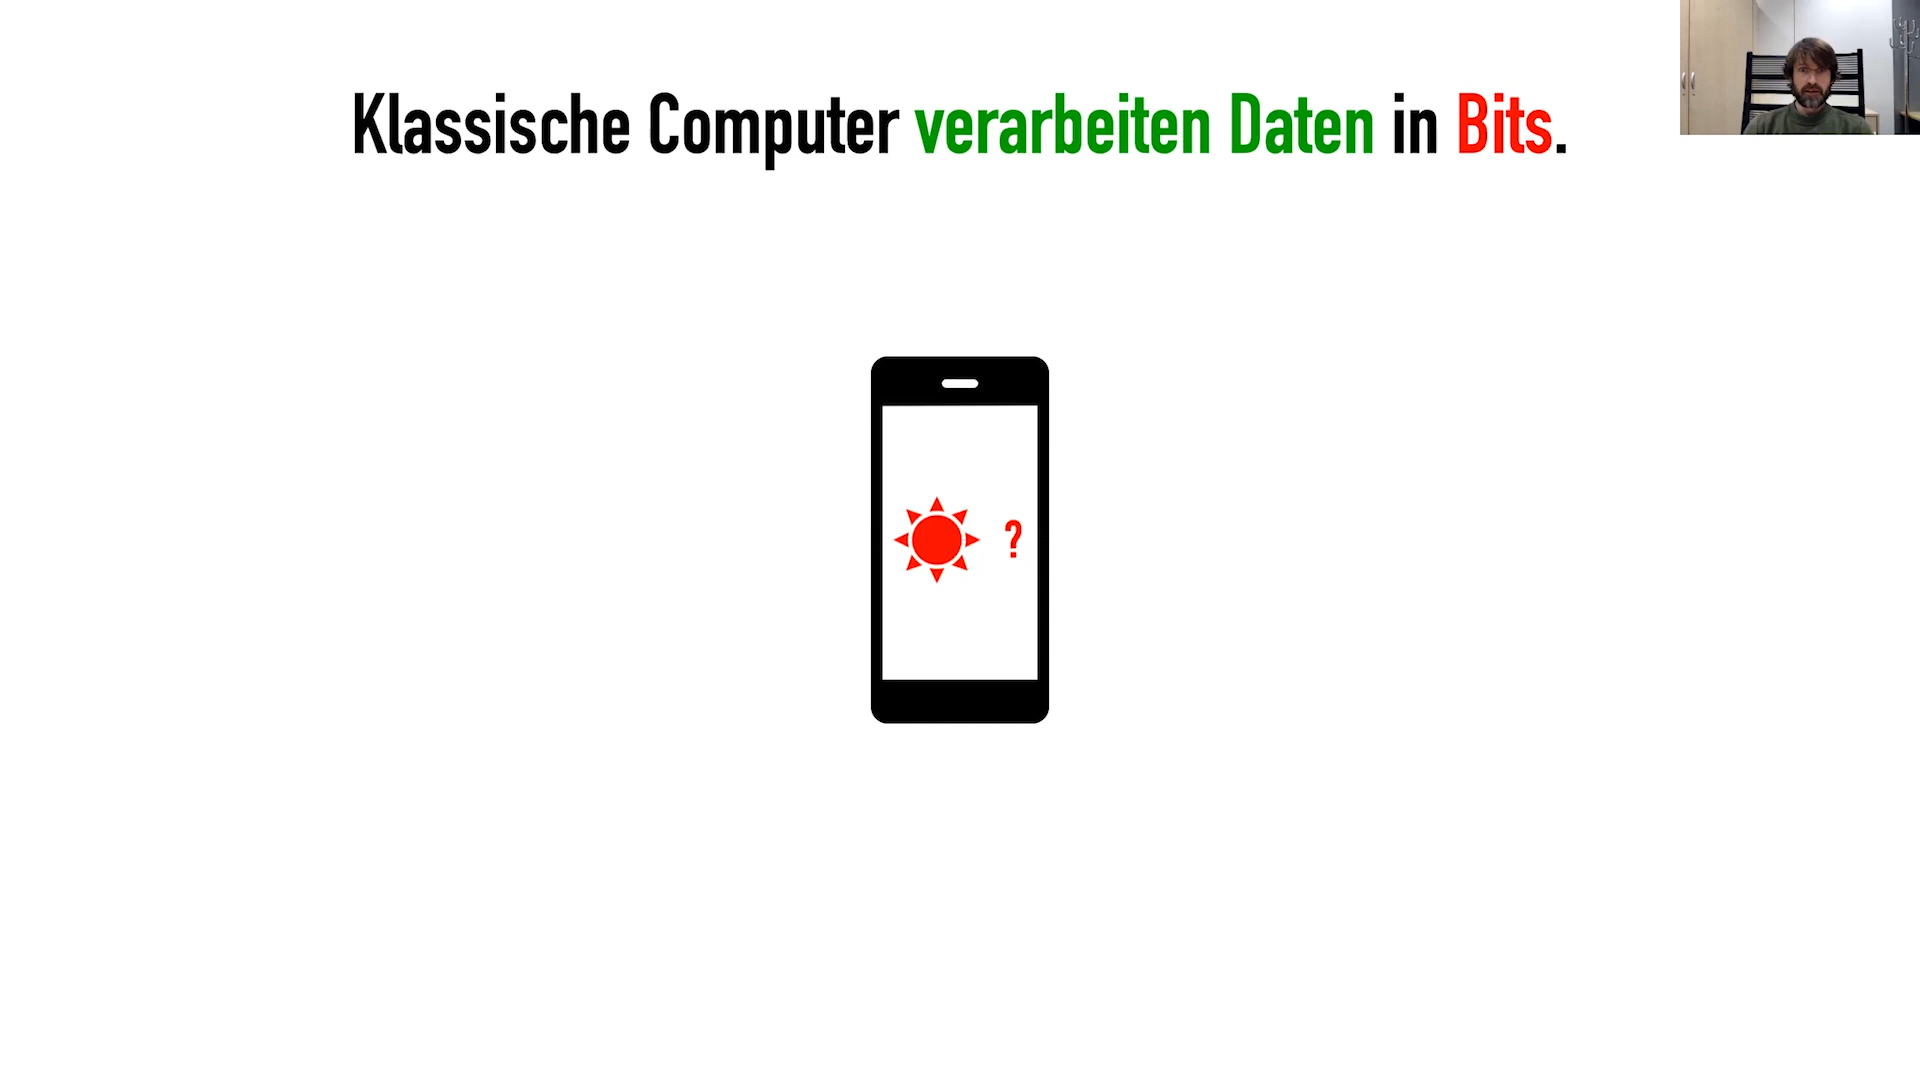 Klassische Computer verarbeiten Daten in Bits.
?